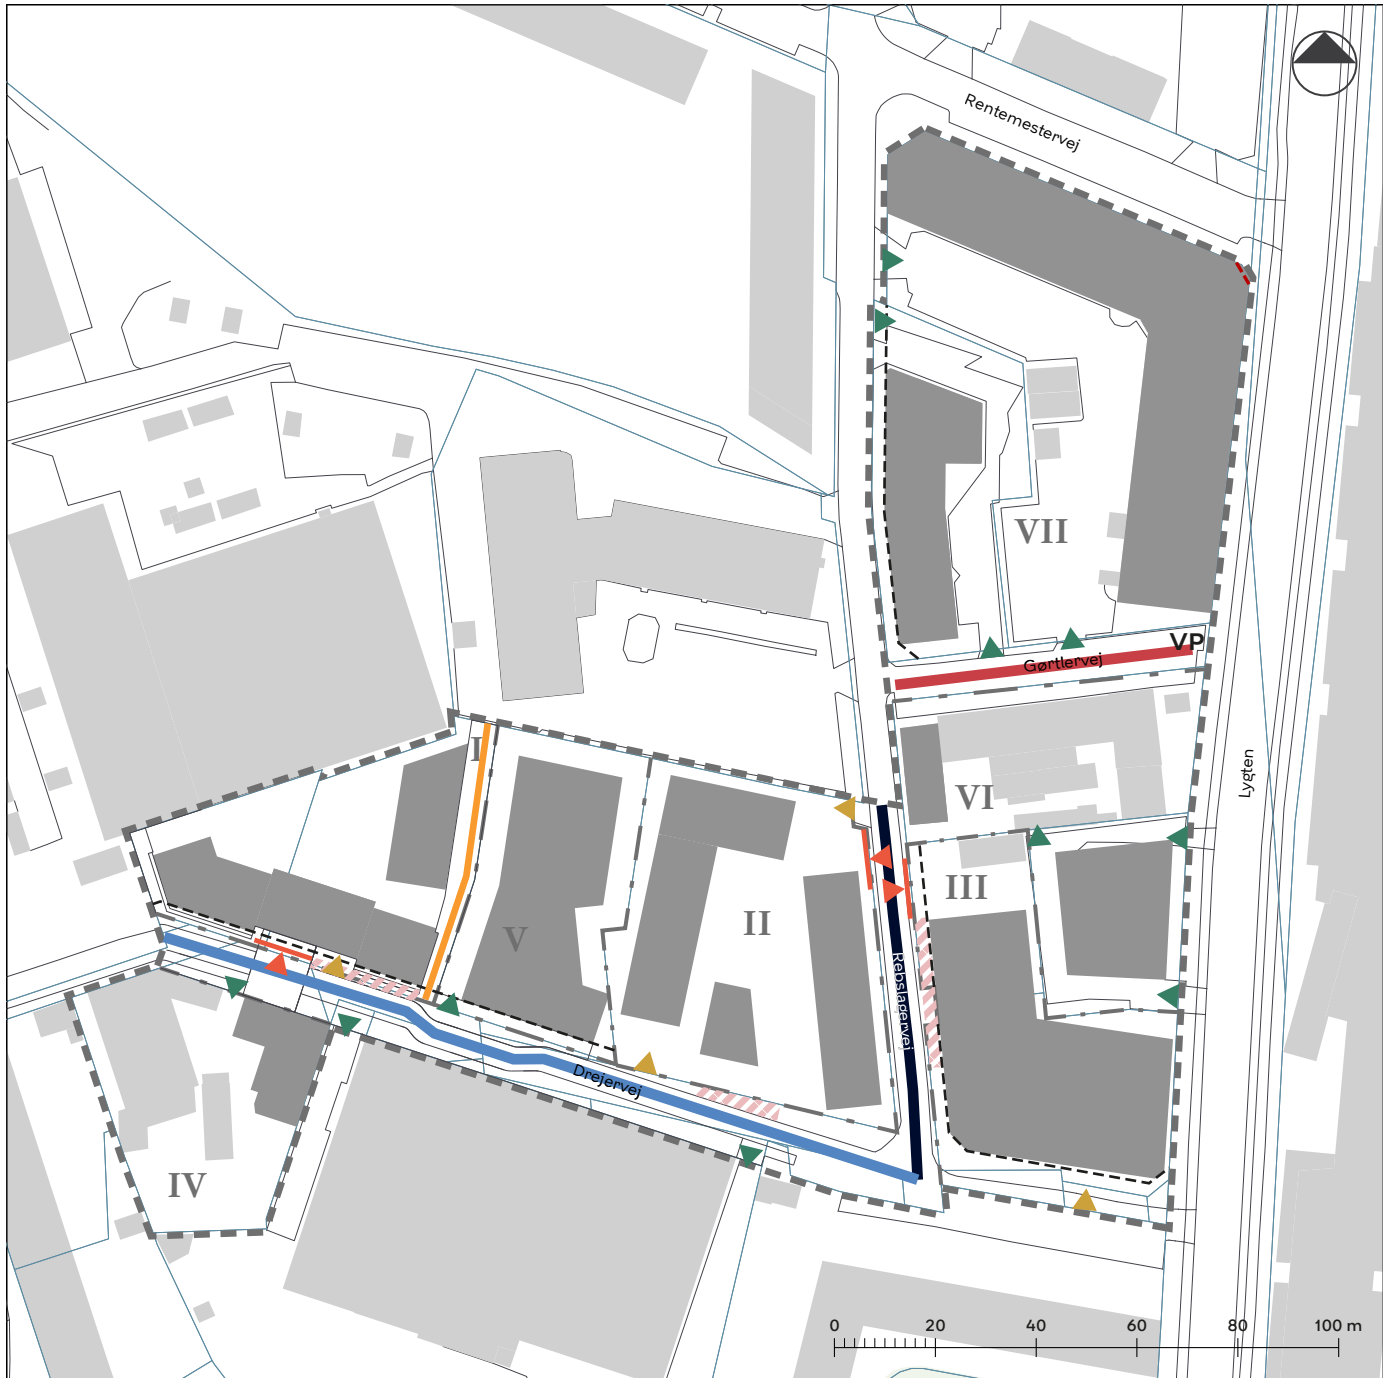 Rentemestervej
VII
VP
Gørtlervej
I
Lygten
VI
III
II
V
Rebslagervej
Drejervej
IV
0 20 40 60 80 100 m